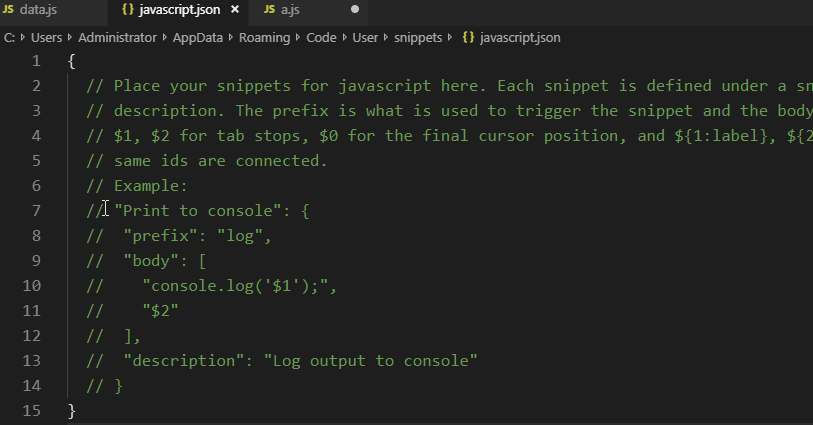 JS data.js {} javascript.json × JS a.js ●
C: › Users › Administrator › AppData › Roaming › Code › User › snippets › {} javascript.json
1 {
2 // Place your snippets for javascript here. Each snippet is defined under a sn
3 // description. The prefix is what is used to trigger the snippet and the body
4 // $1, $2 for tab stops, $0 for the final cursor position, and ${1:label}, ${2
5 // same ids are connected.
6 // Example:
7 // "Print to console": {
8 // "prefix": "log",
9 // "body": [
10 // "console.log('$1');",
11 // "$2"
12 // ],
13 // "description": "Log output to console"
14 // }
15 }